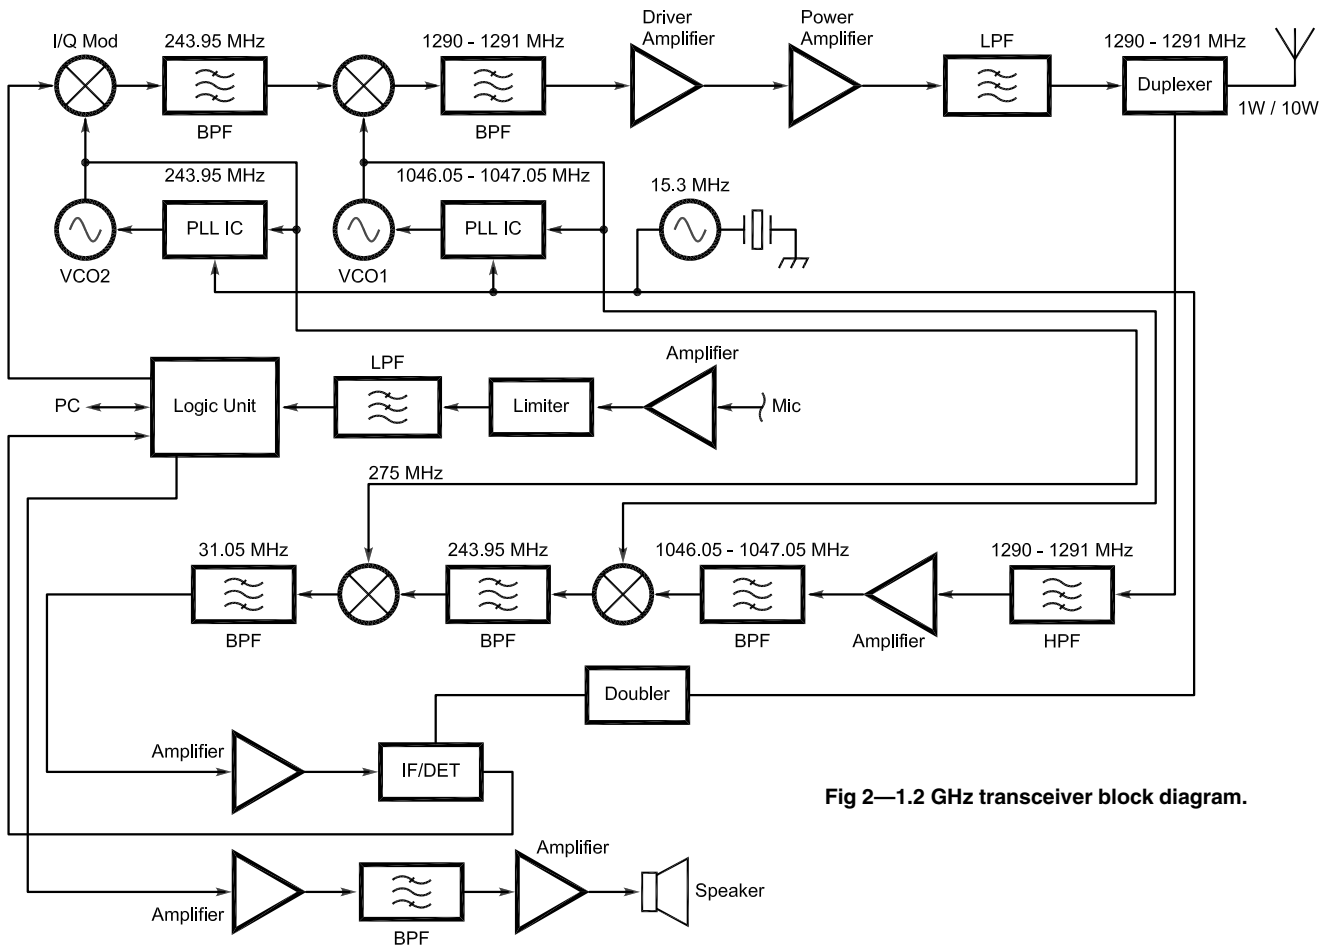 Driver
Amplifier
Power
Amplifier
I/Q Mod
243.95 MHz
1290 - 1291 MHz
LPF
1290 - 1291 MHz
Duplexer
1W / 10W
BPF
BPF
243.95 MHz
1046.05 - 1047.05 MHz
15.3 MHz
PLL IC
PLL IC
VCO2
VCO1
Amplifier
LPF
PC
Logic Unit
Limiter
Mic
275 MHz
31.05 MHz
243.95 MHz
1046.05 - 1047.05 MHz
1290 - 1291 MHz
BPF
BPF
BPF
Amplifier
HPF
Doubler
Amplifier
IF/DET
Fig 2—1.2 GHz transceiver block diagram.
Amplifier
Speaker
Amplifier
BPF